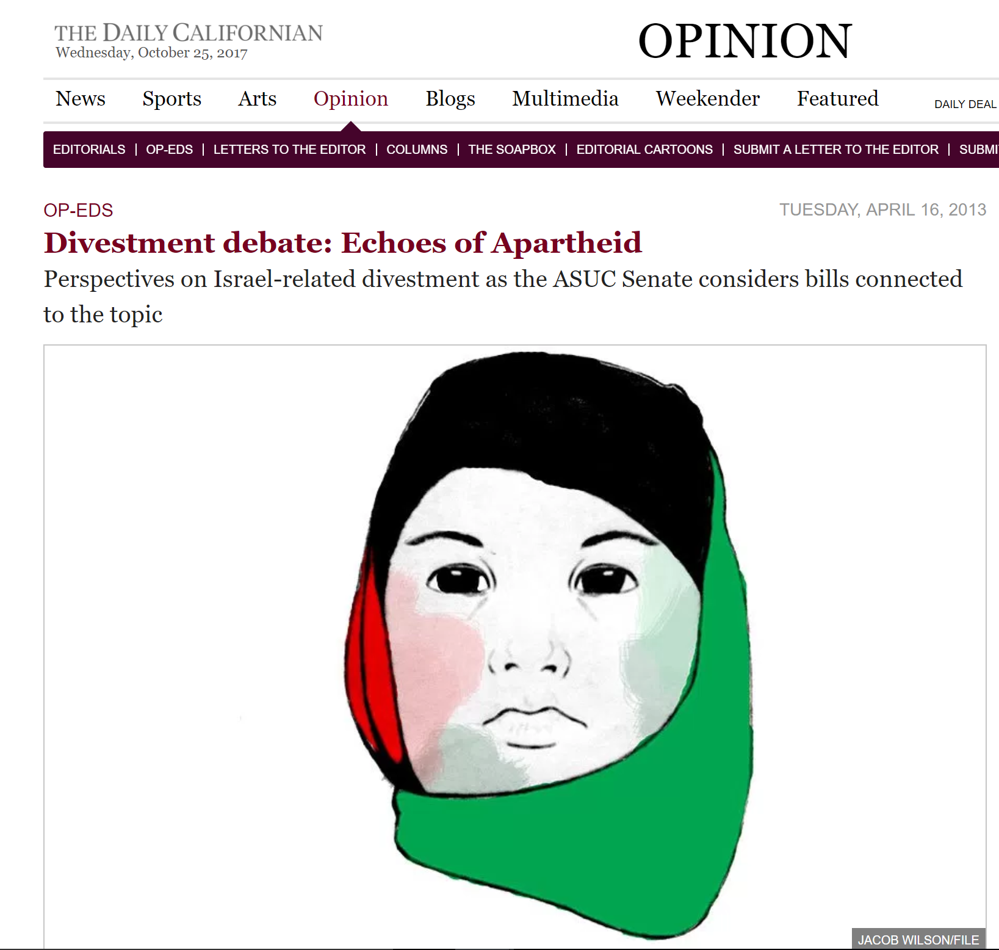 THE DAILY CALIFORNIAN
Wednesday, October 25, 2017
OPINION
News Sports Arts Opinion Blogs Multimedia Weekender Featured DAILY DEAL
EDITORIALS | OP-EDS | LETTERS TO THE EDITOR | COLUMNS | THE SOAPBOX | EDITORIAL CARTOONS | SUBMIT A LETTER TO THE EDITOR | SUBMI
OP-EDS
TUESDAY, APRIL 16, 2013
Divestment debate: Echoes of Apartheid
Perspectives on Israel-related divestment as the ASUC Senate considers bills connected
to the topic
JACOB WILSON/FILE